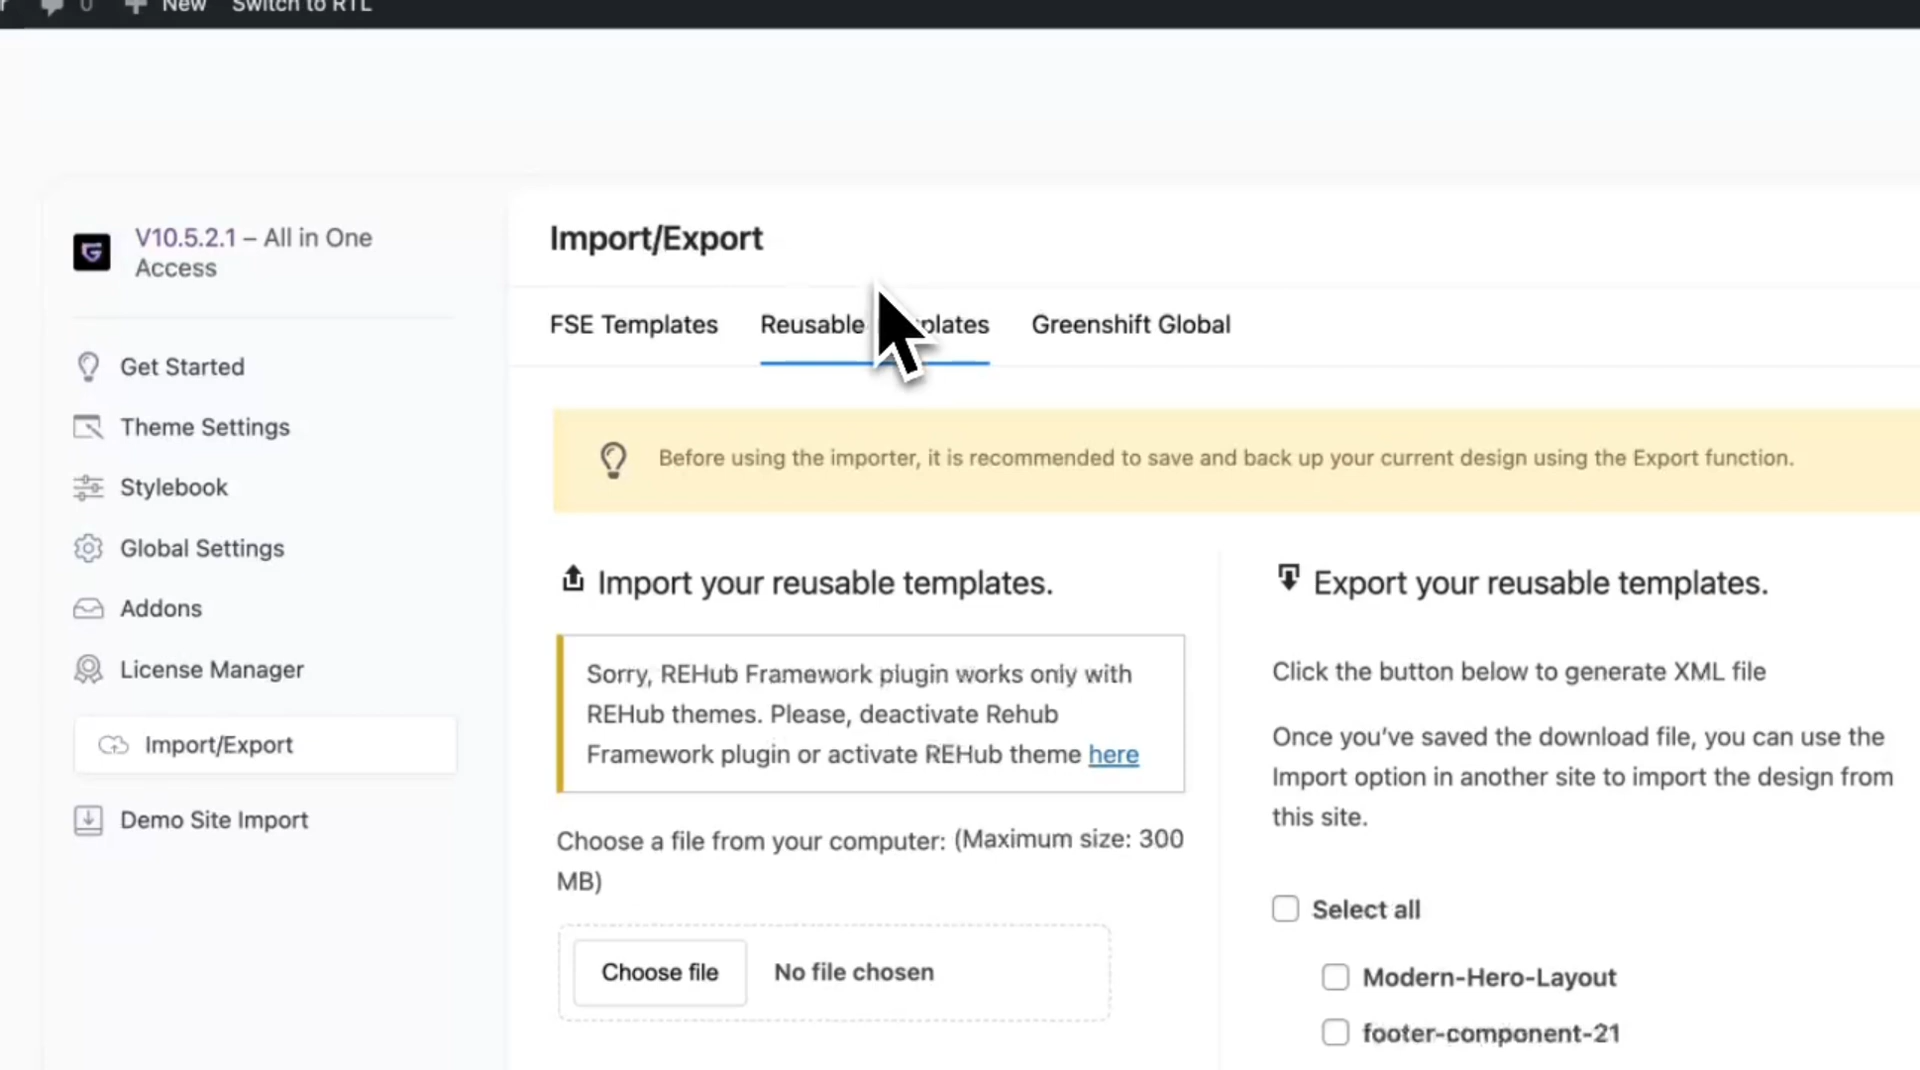 0 New Switch to RTL
V10.5.2.1 – All in One
Access
Get Started
Theme Settings
Stylebook
Global Settings
Addons
License Manager
Import/Export
Demo Site Import
Import/Export
FSE Templates Reusable Greenshift Global
Before using the importer, it is recommended to save and back up your current design using the Export function.
Import your reusable templates.
Sorry, REHub Framework plugin works only with
REHub themes. Please, deactivate Rehub
Framework plugin or activate REHub theme here
Choose a file from your computer: (Maximum size: 300
MB)
Choose file No file chosen
Export your reusable templates.
Click the button below to generate XML file
Once you've saved the download file, you can use the
Import option in another site to import the design from
this site.
Select all
Modern-Hero-Layout
footer-component-21